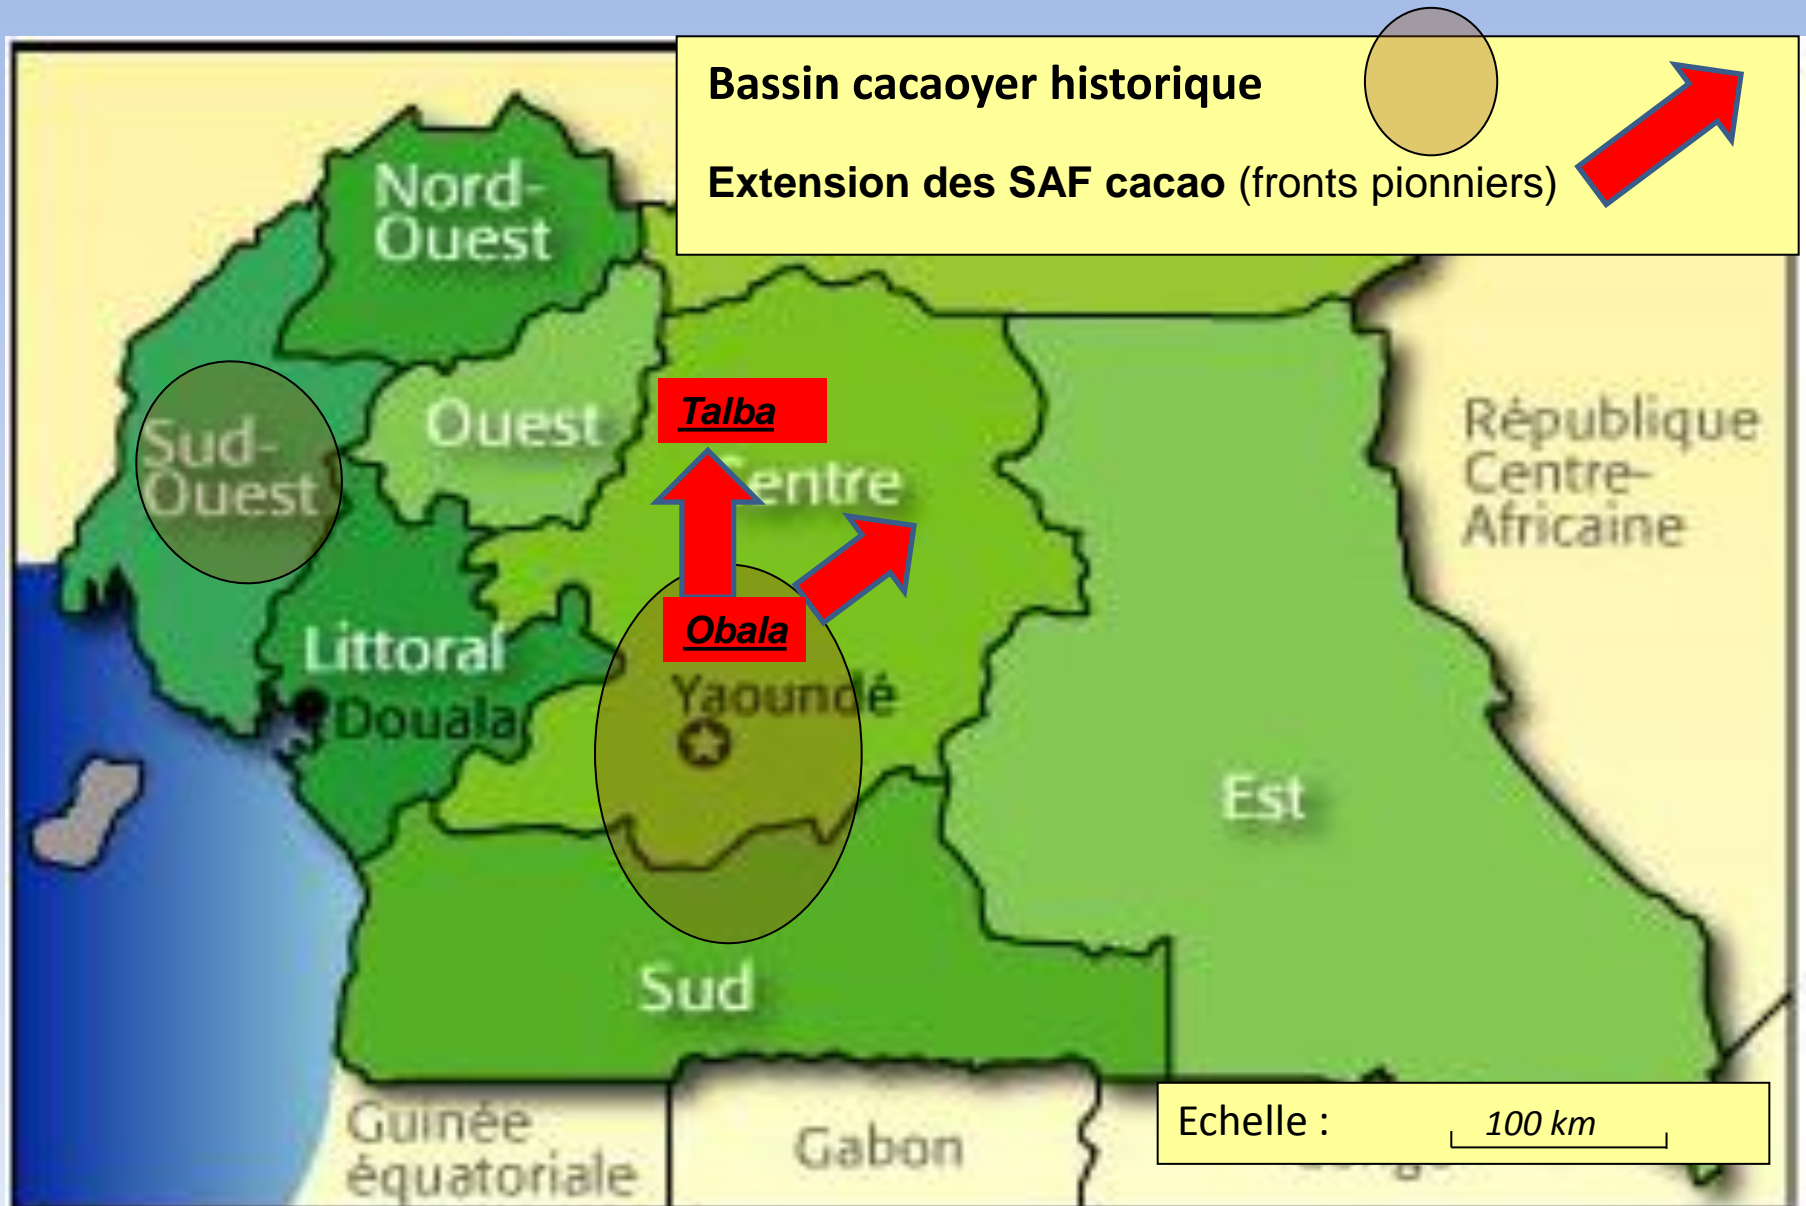 Bassin cacaoyer historique
Extension des SAF cacao (fronts pionniers)
Nord-
Ouest
Sud-
Ouest
Ouest
Talba
entre
République
Centre-
Africaine
Obala
Littoral
Yaoundé
Douala
Est
Sud
Guinée
équatoriale
Gabon
Echelle :
100 km